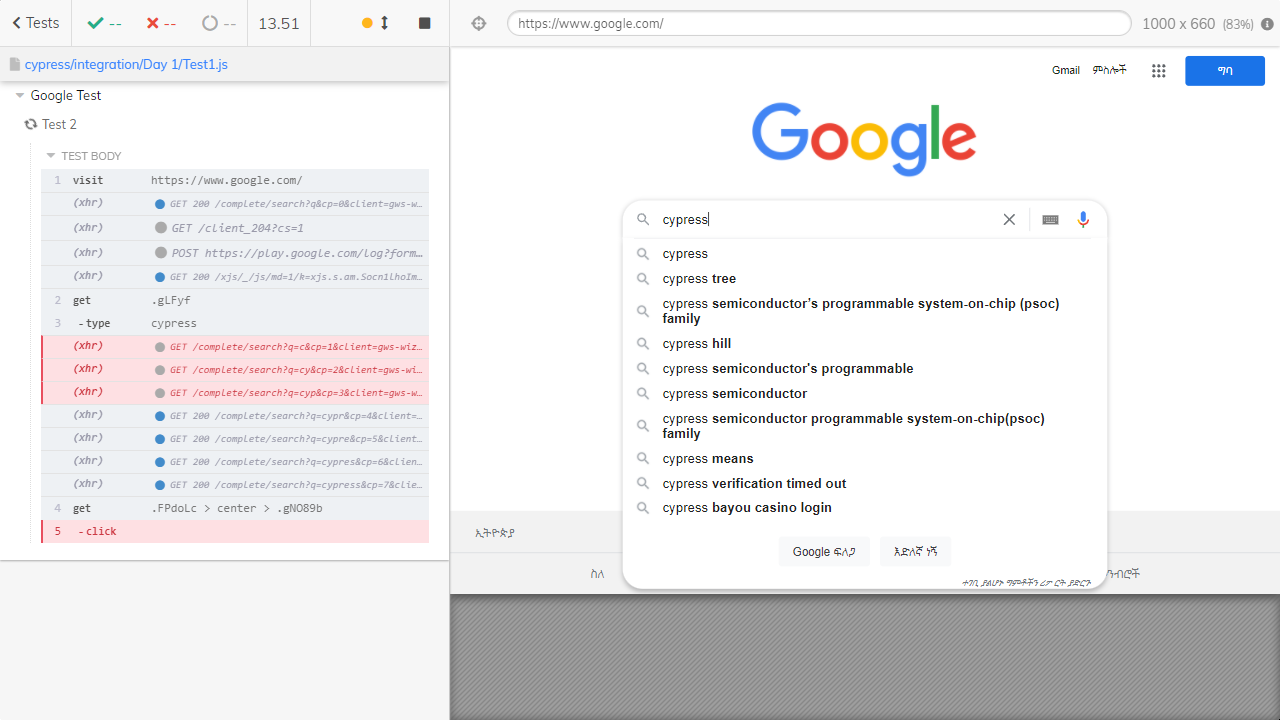 Tests
--
--
--
13.51
https://www.google.com/
1000 x 660 (83%)
cypress/integration/Day 1/Test1.js
Google Test
Test 2
TEST BODY
1 visit https://www.google.com/
(xhr) GET 200 /complete/search?q&cp=0&client=gws-w…
(xhr) GET /client_204?cs=1
(xhr) POST https://play.google.com/log?form…
(xhr) GET 200 /xjs/_/js/md=1/k=xjs.s.am.Socn1lhoIm…
2 get .gLFyf
3 -type cypress
(xhr) GET /complete/search?q=c&cp=1&client=gws-wiz…
(xhr) GET /complete/search?q=cy&cp=2&client=gws-wi…
(xhr) GET /complete/search?q=cyp&cp=3&client=gws-w…
(xhr) GET 200 /complete/search?q=cypr&cp=4&client=…
(xhr) GET 200 /complete/search?q=cypre&cp=5&client…
(xhr) GET 200 /complete/search?q=cypres&cp=6&clien…
(xhr) GET 200 /complete/search?q=cypress&cp=7&clie…
4 get .FPdoLc > center > .gNO89b
5 -click
Gmail ምስሎች ግባ
Google
cypress
cypress
cypress tree
cypress semiconductor's programmable system-on-chip (psoc)
family
cypress hill
cypress semiconductor's programmable
cypress semiconductor
cypress semiconductor programmable system-on-chip(psoc)
family
cypress means
cypress verification timed out
cypress bayou casino login
ኢትዮጵያ
Google ፍለጋ እድለኛ ነኝ
ስለ
ተገቢ ያልሆኑ ግምቶችን ሪፖርት ያድርጉ